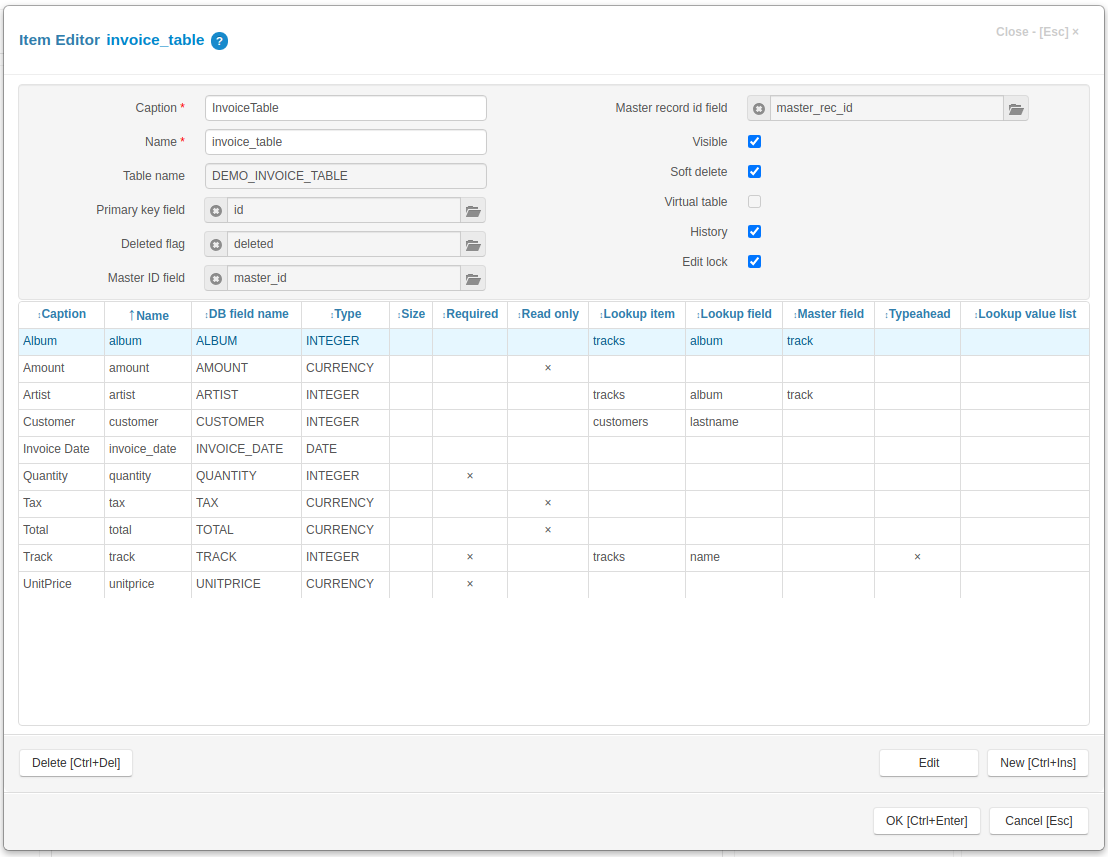 Item Editor invoice_table ?
Close - [Esc] ×
Caption * InvoiceTable
Name * invoice_table
Table name DEMO_INVOICE_TABLE
Primary key field id
Deleted flag deleted
Master ID field master_id
Master record id field master_rec_id
Visible
Soft delete
Virtual table
History
Edit lock
↕Caption ↑Name ↕DB field name ↕Type ↕Size ↕Required ↕Read only ↕Lookup item ↕Lookup field ↕Master field ↕Typeahead ↕Lookup value list
Album album ALBUM INTEGER tracks album track
Amount amount AMOUNT CURRENCY ×
Artist artist ARTIST INTEGER tracks album track
Customer customer CUSTOMER INTEGER customers lastname
Invoice Date invoice_date INVOICE_DATE DATE
Quantity quantity QUANTITY INTEGER ×
Tax tax TAX CURRENCY ×
Total total TOTAL CURRENCY ×
Track track TRACK INTEGER × tracks name ×
UnitPrice unitprice UNITPRICE CURRENCY ×
Delete [Ctrl+Del] Edit New [Ctrl+Ins]
OK [Ctrl+Enter] Cancel [Esc]